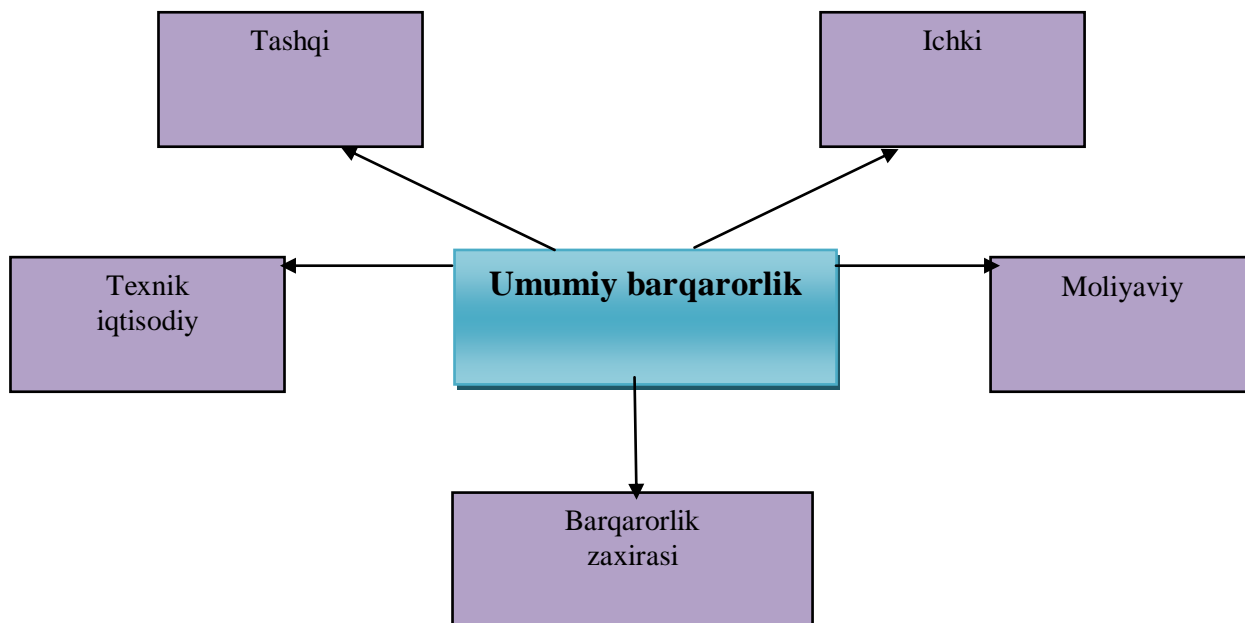 Tashqi
Ichki
Umumiy barqarorlik
Texnik
iqtisodiy
Moliyaviy
Barqarorlik
zaxirasi